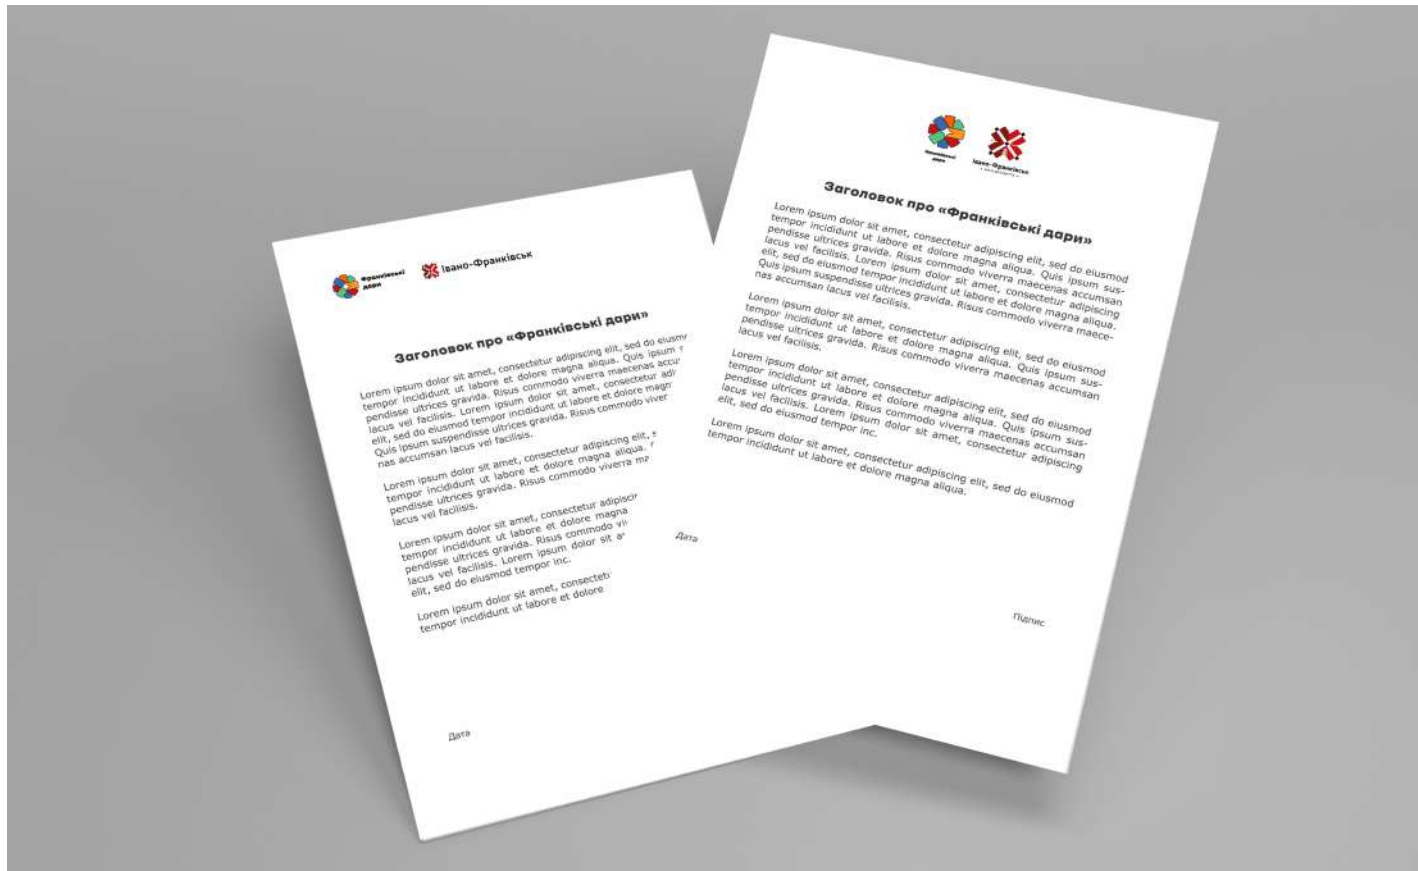 Франківські
дари
Івано-Франківськ
Заголовок про «Франківські дари»
Lorem ipsum dolor sit amet, consectetur adipiscing elit, sed do eiusm
tempor incididunt ut labore et dolore magna aliqua. Quis ipsum
pendisse ultrices gravida. Risus commodo viverra maecenas accu
lacus vel facilisis. Lorem ipsum dolor sit amet, consectetur adi
elit, sed do eiusmod tempor incididunt ut labore et dolore magn
Quis ipsum suspendisse ultrices gravida. Risus commodo viver
nas accumsan lacus vel facilisis.
Lorem ipsum dolor sit amet, consectetur adipiscing elit,
tempor incididunt ut labore et dolore magna aliqua.
pendisse ultrices gravida. Risus commodo viverra ma
lacus vel facilisis.
Lorem ipsum dolor sit amet, consectetur adipiscin
tempor incididunt ut labore et dolore magna
pendisse ultrices gravida. Risus commodo vi
lacus vel facilisis. Lorem ipsum dolor sit a
elit, sed do eiusmod tempor inc.
Lorem ipsum dolor sit amet, consectet
tempor incididunt ut labore et dolore
Дата
Франківські
дари
Івано-Франківськ
Заголовок про «Франківські дари»
Lorem ipsum dolor sit amet, consectetur adipiscing elit, sed do eiusmod
tempor incididunt ut labore et dolore magna aliqua. Quis ipsum sus-
pendisse ultrices gravida. Risus commodo viverra maecenas accumsan
lacus vel facilisis. Lorem ipsum dolor sit amet, consectetur adipiscing
elit, sed do eiusmod tempor incididunt ut labore et dolore magna aliqua.
Quis ipsum suspendisse ultrices gravida. Risus commodo viverra maece-
nas accumsan lacus vel facilisis.
Lorem ipsum dolor sit amet, consectetur adipiscing elit, sed do eiusmod
tempor incididunt ut labore et dolore magna aliqua. Quis ipsum sus-
pendisse ultrices gravida. Risus commodo viverra maecenas accumsan
lacus vel facilisis.
Lorem ipsum dolor sit amet, consectetur adipiscing elit, sed do eiusmod
tempor incididunt ut labore et dolore magna aliqua. Quis ipsum sus-
pendisse ultrices gravida. Risus commodo viverra maecenas accumsan
lacus vel facilisis. Lorem ipsum dolor sit amet, consectetur adipiscing
elit, sed do eiusmod tempor inc.
Lorem ipsum dolor sit amet, consectetur adipiscing elit, sed do eiusmod
tempor incididunt ut labore et dolore magna aliqua.
Дата
Підпис